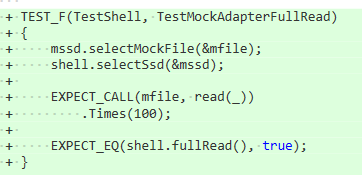 + TEST_F(TestShell, TestMockAdapterFullRead)
+ {
+     mssd.selectMockFile(&mfile);
+     shell.selectSsd(&mssd);
+
+     EXPECT_CALL(mfile, read(_))
+         .Times(100);
+
+     EXPECT_EQ(shell.fullRead(), true);
+ }